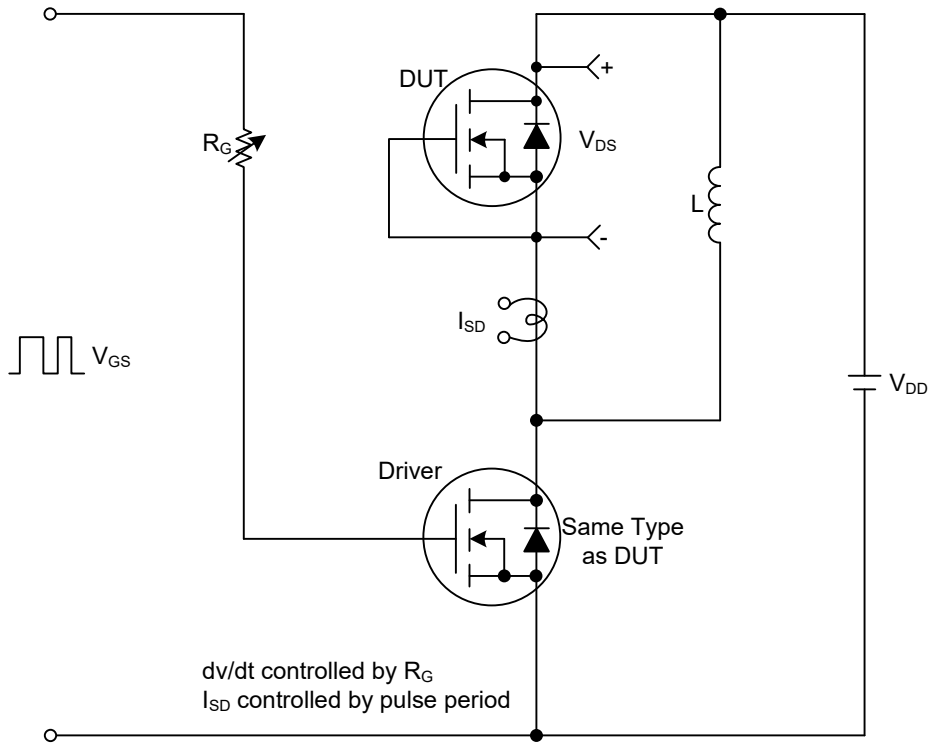 DUT
+
R_G
V_DS
L
-
I_SD
V_GS
V_DD
Driver
Same Type
as DUT
dv/dt controlled by R_G
I_SD controlled by pulse period